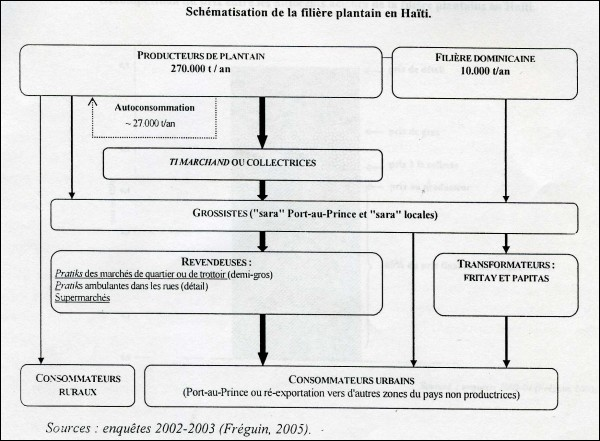 Schématisation de la filière plantain en Haïti.
PRODUCTEURS DE PLANTAIN
270.000 t / an
FILIÈRE DOMINICAINE
10.000 t/an
Autoconsommation
~ 27.000 t/an
TI MARCHAND OU COLLECTRICES
GROSSISTES ("sara" Port-au-Prince et "sara" locales)
REVENDEUSES :
Pratiks des marchés de quartier ou de trottoir (demi-gros)
Pratiks ambulantes dans les rues (détail)
Supermarchés
TRANSFORMATEURS :
FRITAY ET PAPITAS
CONSOMMATEURS
RURAUX
CONSOMMATEURS URBAINS
(Port-au-Prince ou ré-exportation vers d'autres zones du pays non productrices)
Sources : enquêtes 2002-2003 (Fréguin, 2005).